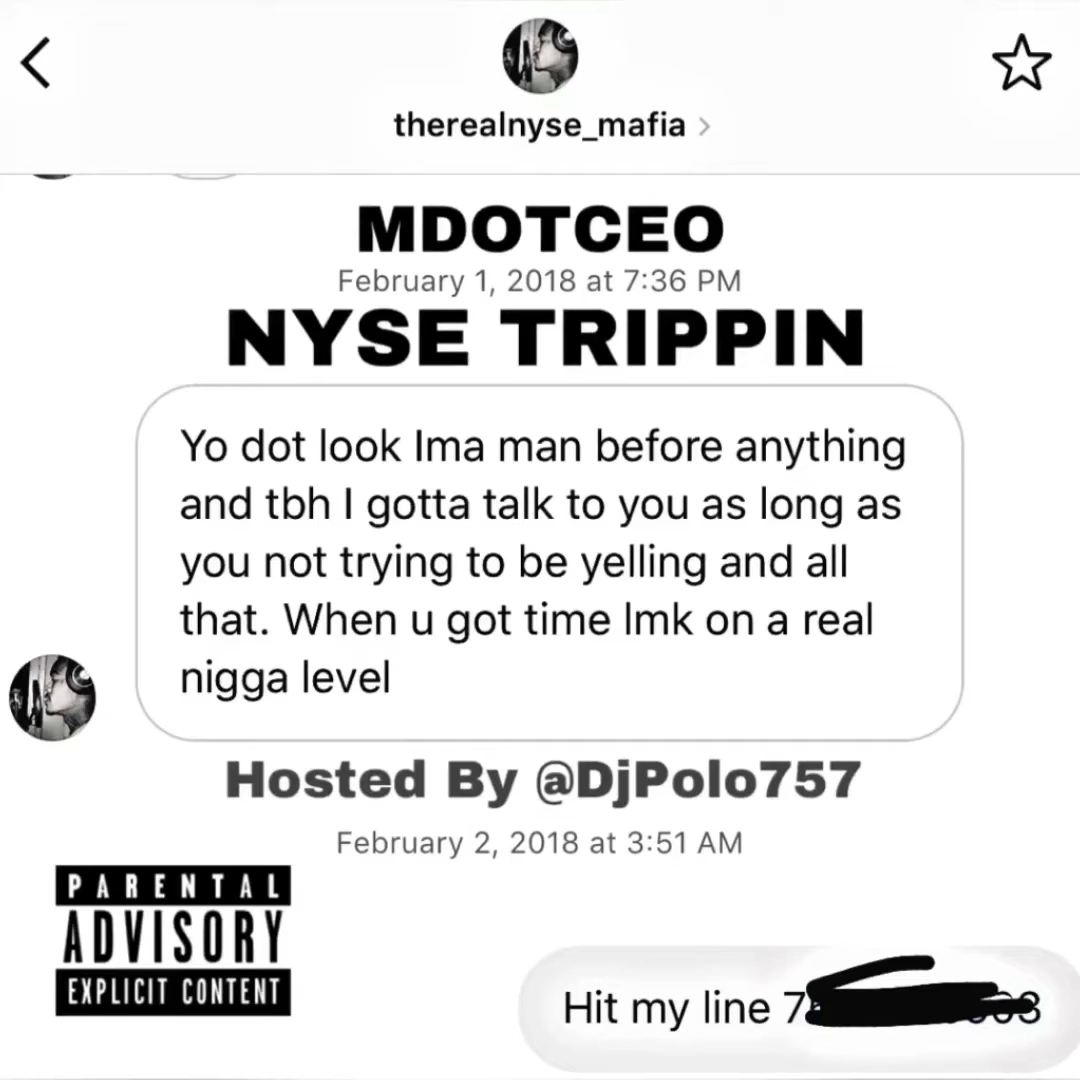 therealnyse_mafia
MDOTCEO
February 1, 2018 at 7:36 PM
NYSE TRIPPIN
Yo dot look Ima man before anything
and tbh I gotta talk to you as long as
you not trying to be yelling and all
that. When u got time lmk on a real
nigga level
Hosted By @DjPolo757
February 2, 2018 at 3:51 AM
PARENTAL
ADVISORY
EXPLICIT CONTENT
Hit my line